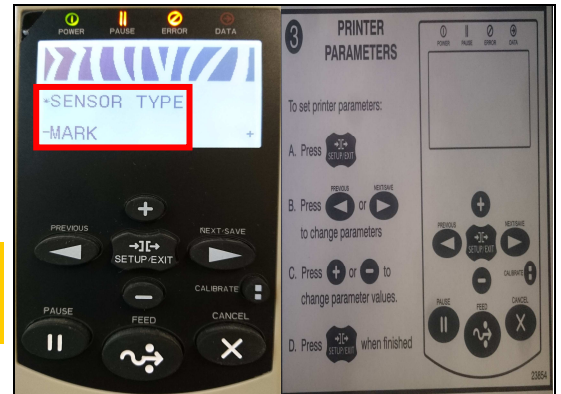 POWER PAUSE ERROR DATA
*SENSOR TYPE
-MARK +
+
PREVIOUS NEXT·SAVE
SETUP/EXIT
−
CALIBRATE
PAUSE FEED CANCEL
3 PRINTER
PARAMETERS
To set printer parameters:
A. Press SETUP/EXIT
PREVIOUS NEXT/SAVE
B. Press or
to change parameters
C. Press + or − to
change parameter values.
D. Press SETUP/EXIT when finished
POWER PAUSE ERROR DATA
+
PREVIOUS NEXT/SAVE
SETUP/EXIT
−
CALIBRATE
PAUSE FEED CANCEL
23854